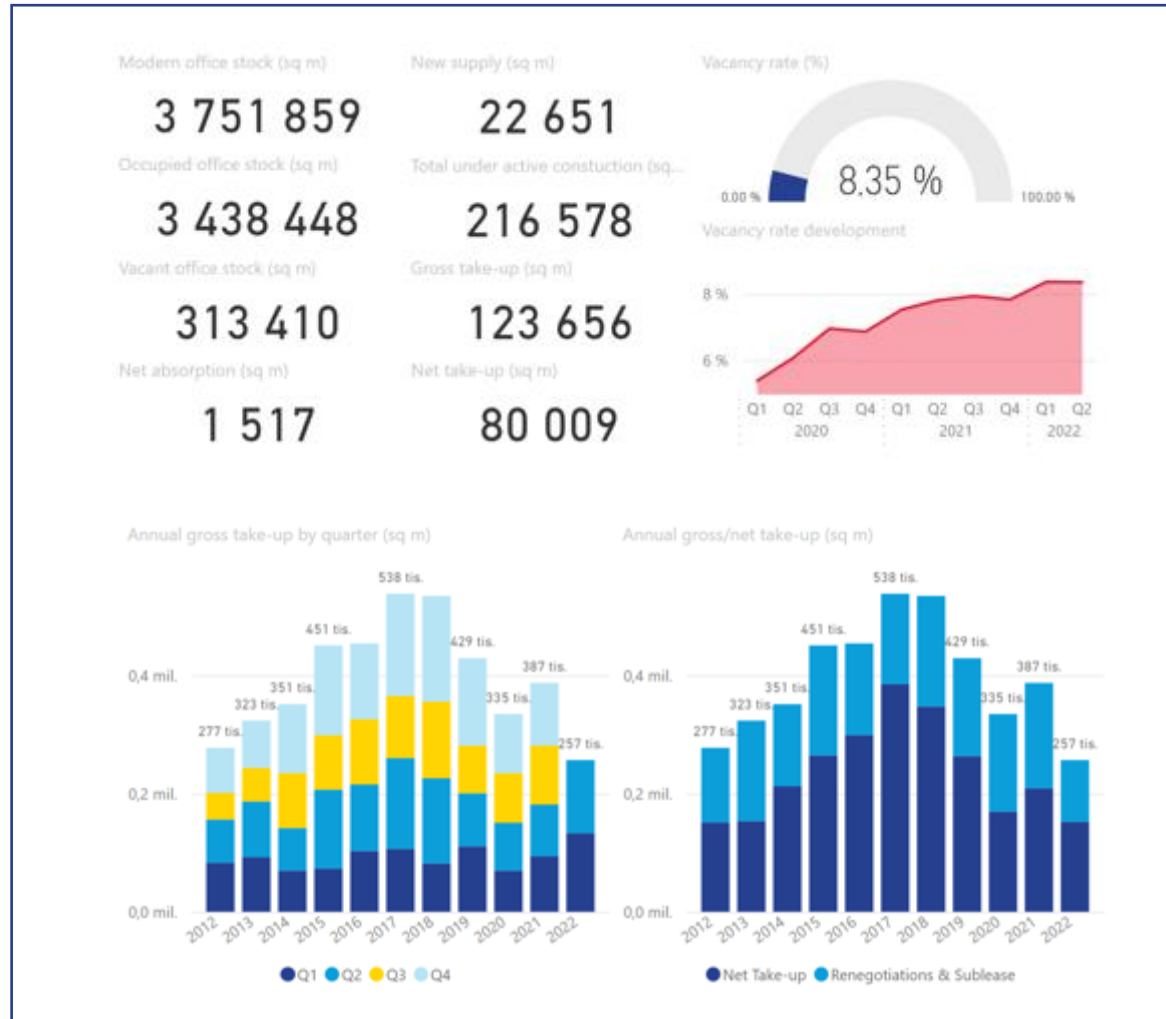 Modern office stock (sq m)
3 751 859
New supply (sq m)
22 651
Vacancy rate (%)
8.35 %
0.00 %
100.00 %
Occupied office stock (sq m)
3 438 448
Total under active constuction (sq...
216 578
Vacancy rate development
8 %
6 %
Q1 Q2 Q3 Q4 Q1 Q2 Q3 Q4 Q1 Q2
2020 2021 2022
Vacant office stock (sq m)
313 410
Gross take-up (sq m)
123 656
Net absorption (sq m)
1 517
Net take-up (sq m)
80 009
Annual gross take-up by quarter (sq m)
538 tis.
451 tis.
429 tis.
387 tis.
351 tis.
335 tis.
323 tis.
277 tis.
257 tis.
0,4 mil.
0,2 mil.
0,0 mil.
2012 2013 2014 2015 2016 2017 2018 2019 2020 2021 2022
Q1 Q2 Q3 Q4
Annual gross/net take-up (sq m)
538 tis.
451 tis.
429 tis.
387 tis.
351 tis.
335 tis.
323 tis.
277 tis.
257 tis.
0,4 mil.
0,2 mil.
0,0 mil.
2012 2013 2014 2015 2016 2017 2018 2019 2020 2021 2022
Net Take-up Renegotiations & Sublease